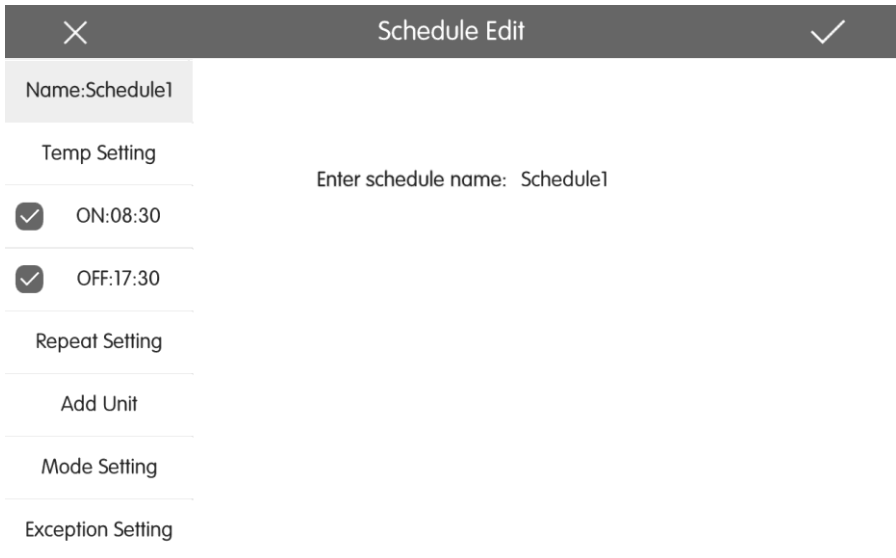 Schedule Edit
Name:Schedule1
Temp Setting
ON:08:30
OFF:17:30
Repeat Setting
Add Unit
Mode Setting
Exception Setting
Enter schedule name: Schedule1